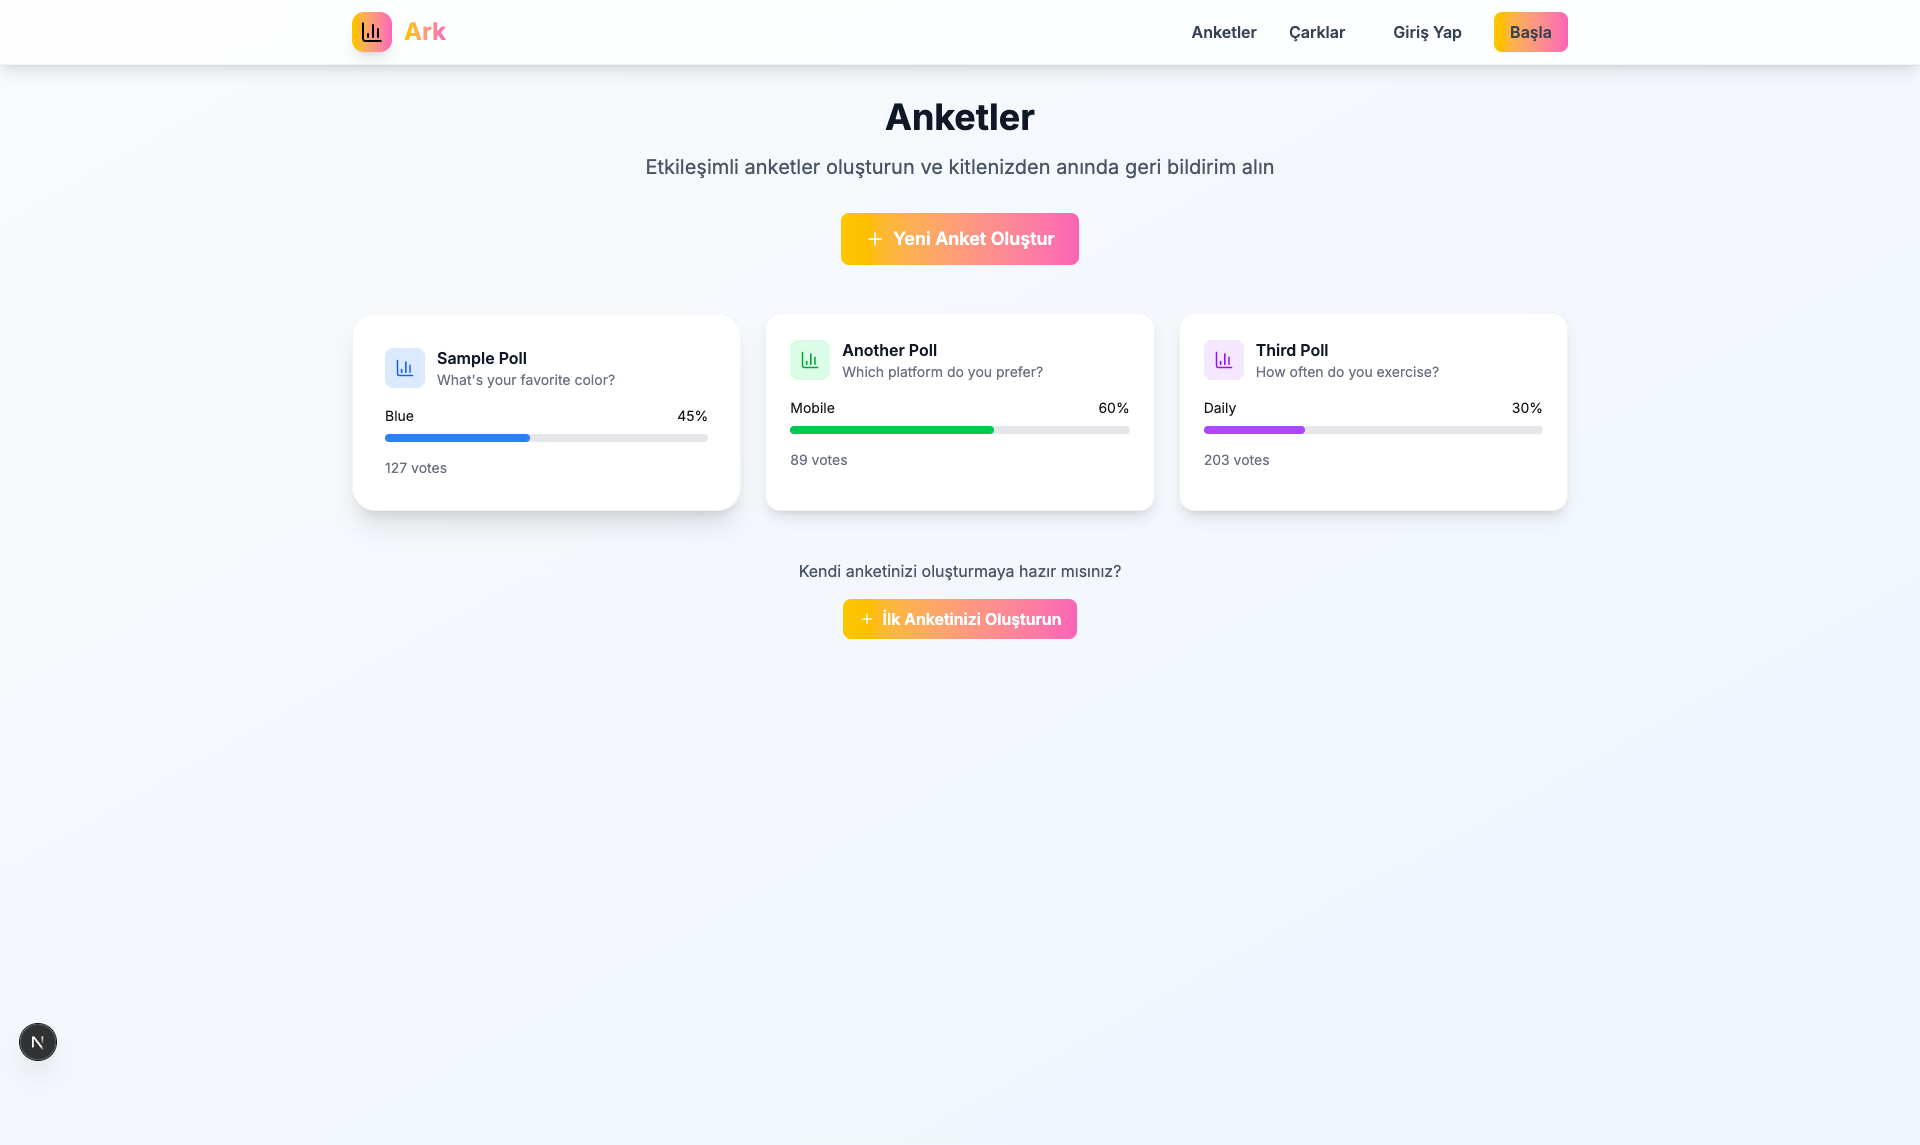 Ark
Anketler
Çarklar
Giriş Yap
Başla
Anketler
Etkileşimli anketler oluşturun ve kitlenizden anında geri bildirim alın
Yeni Anket Oluştur
Sample Poll
What's your favorite color?
Blue 45%
127 votes
Another Poll
Which platform do you prefer?
Mobile 60%
89 votes
Third Poll
How often do you exercise?
Daily 30%
203 votes
Kendi anketinizi oluşturmaya hazır mısınız?
İlk Anketinizi Oluşturun
N